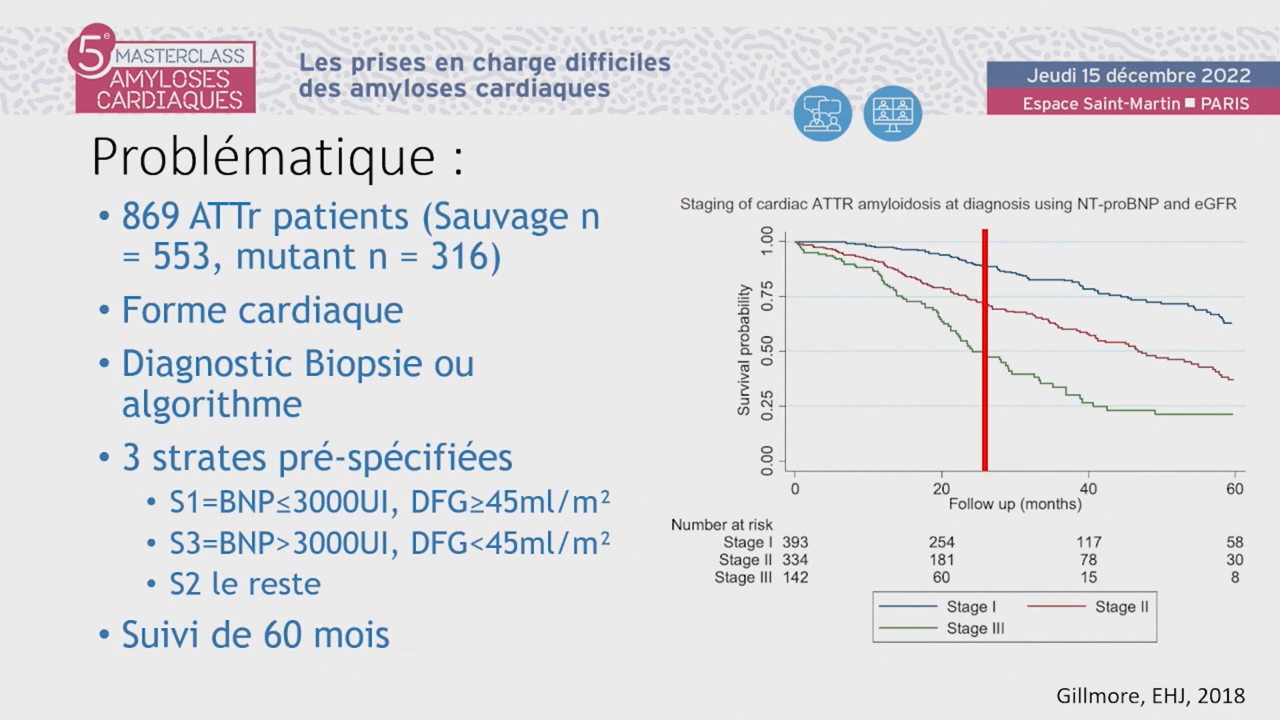 5e MASTERCLASS
AMYLOSES
CARDIAQUES
Les prises en charge difficiles
des amyloses cardiaques
Jeudi 15 décembre 2022
Espace Saint-Martin ■ PARIS
Problématique :
• 869 ATTr patients (Sauvage n
= 553, mutant n = 316)
• Forme cardiaque
• Diagnostic Biopsie ou
algorithme
• 3 strates pré-spécifiées
• S1=BNP≤3000UI, DFG≥45ml/m²
• S3=BNP>3000UI, DFG<45ml/m²
• S2 le reste
• Suivi de 60 mois
Staging of cardiac ATTR amyloidosis at diagnosis using NT-proBNP and eGFR
Survival probability
1.00
0.75
0.50
0.25
0.00
0 20 40 60
Follow up (months)
Number at risk
Stage I 393 254 117 58
Stage II 334 181 78 30
Stage III 142 60 15 8
Stage I Stage II
Stage III
Gillmore, EHJ, 2018